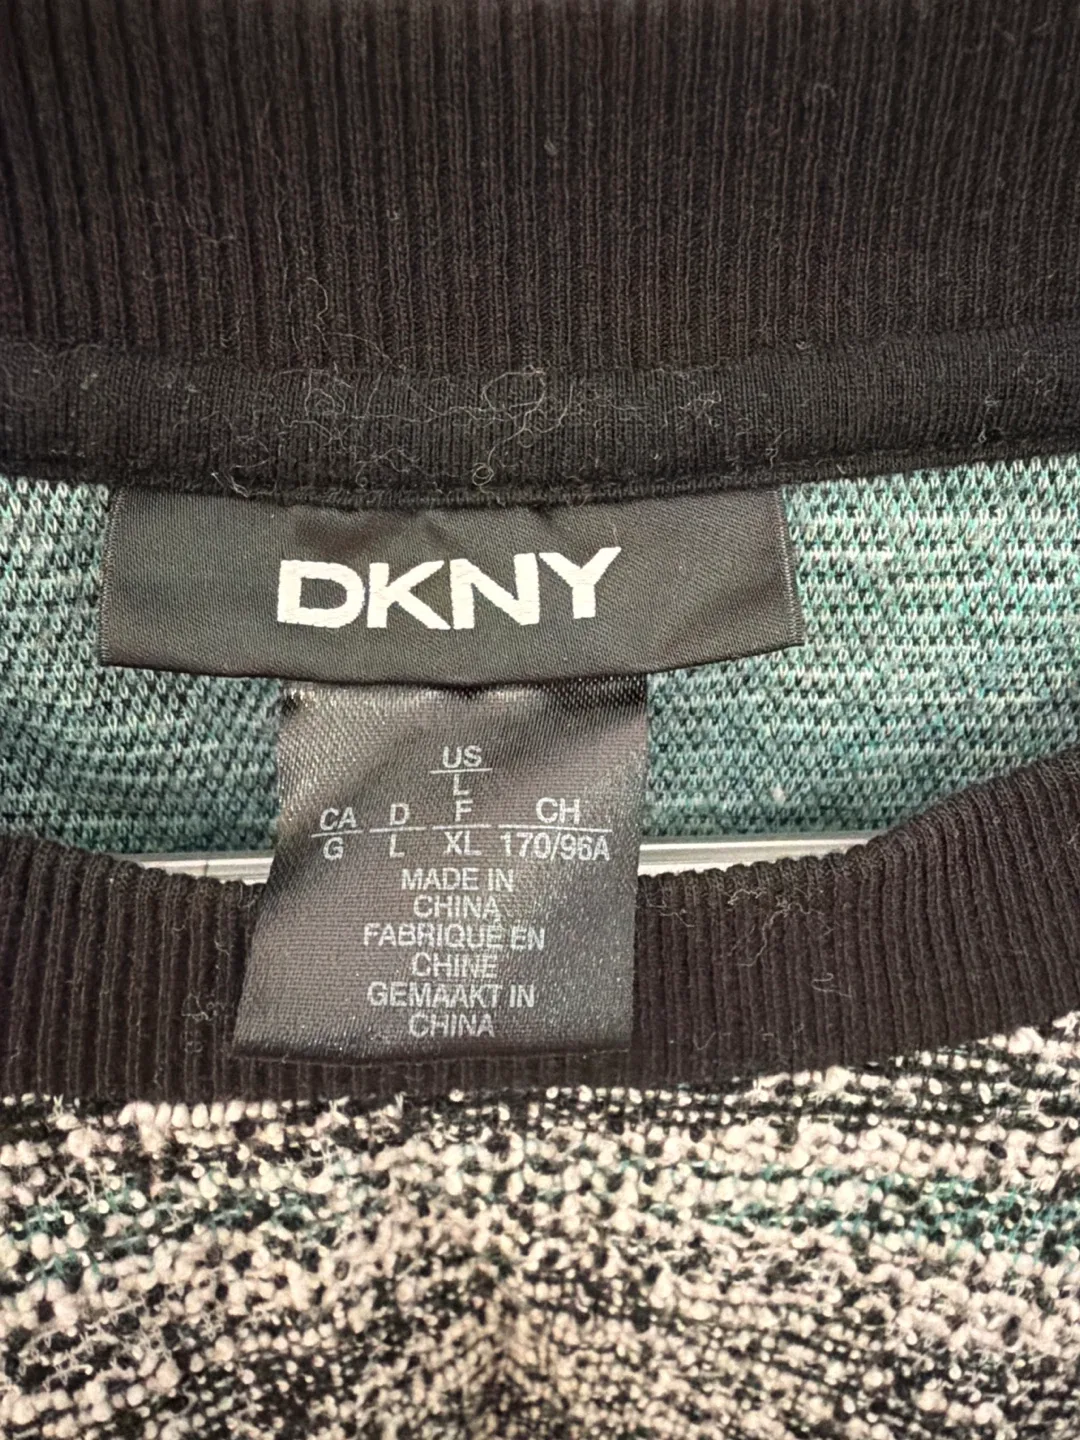 DKNY
US
L
CA D F CH
G L XL 170/96A
MADE IN
CHINA
FABRIQUÉ EN
CHINE
GEMAAKT IN
CHINA